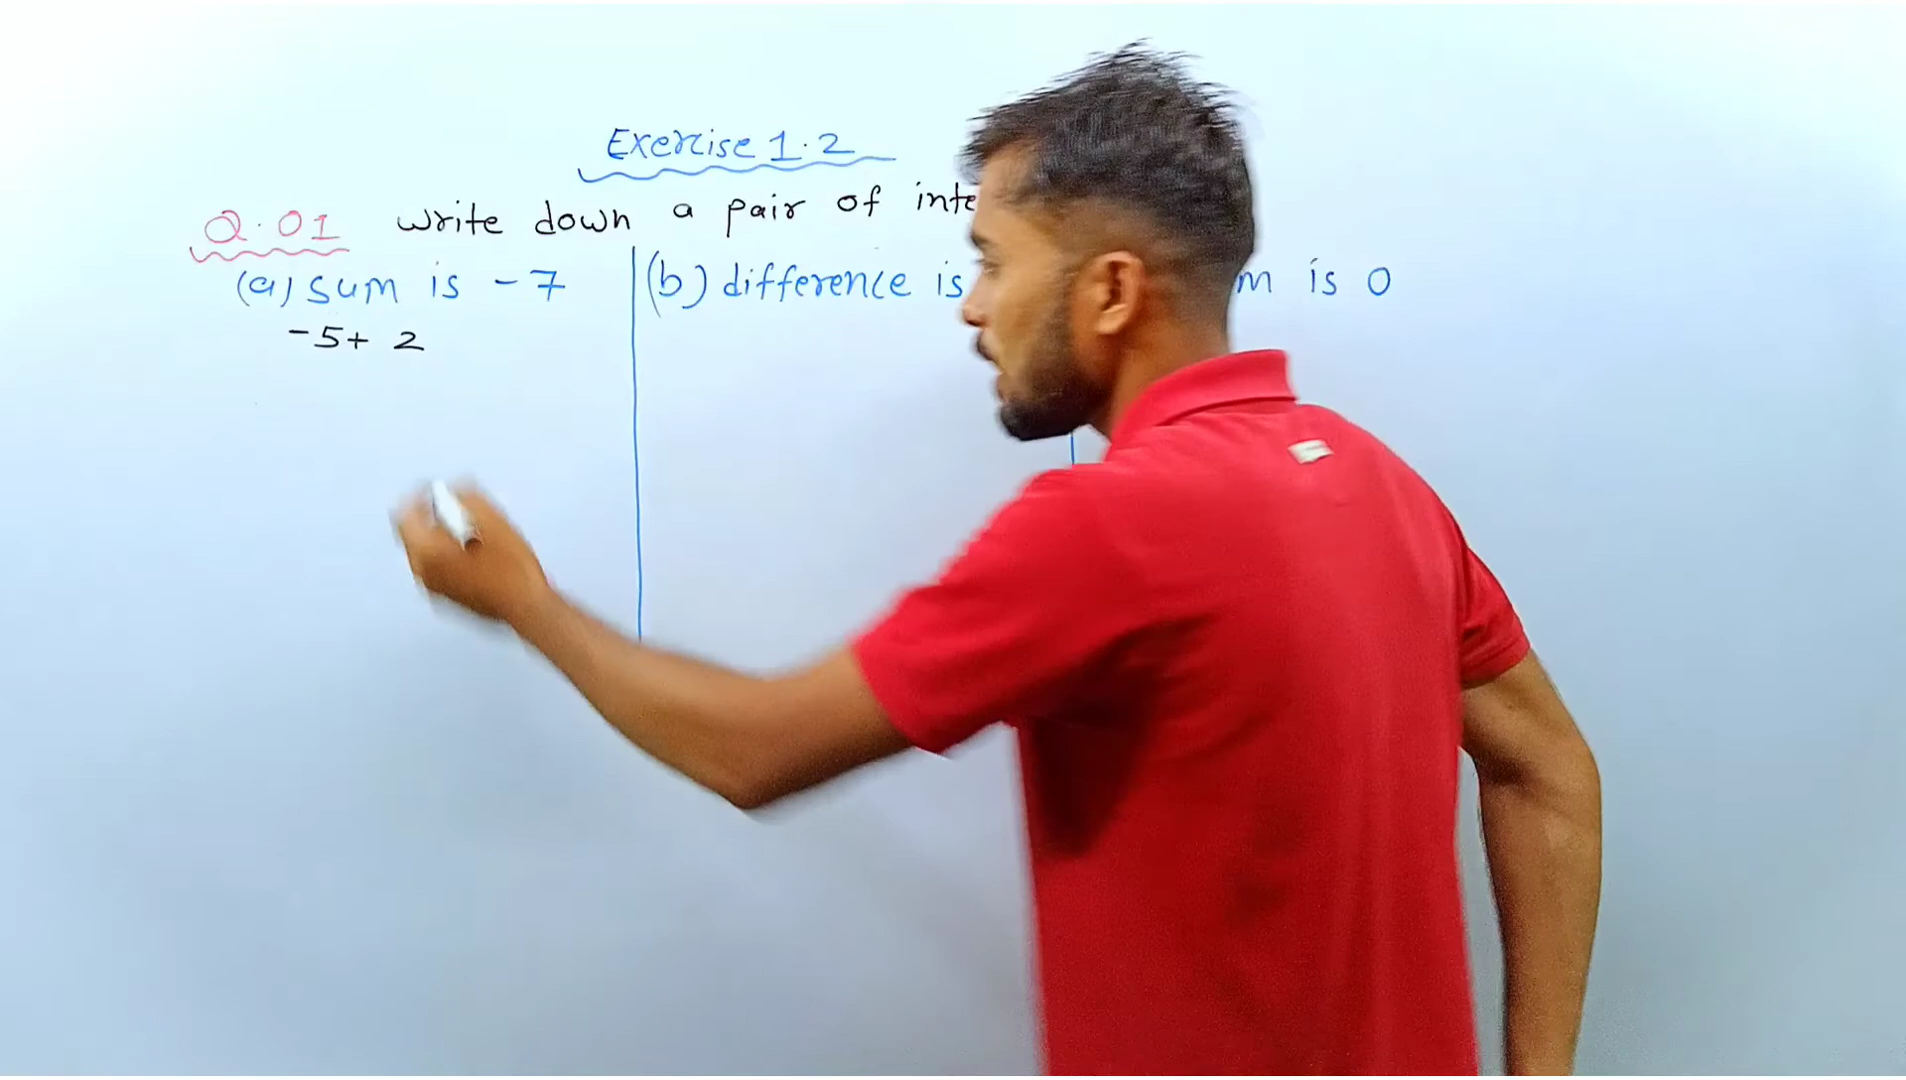 Exercise 1.2
Q.01 write down a pair of inte
(a) sum is -7
(b) difference is
m is 0
-5+ 2